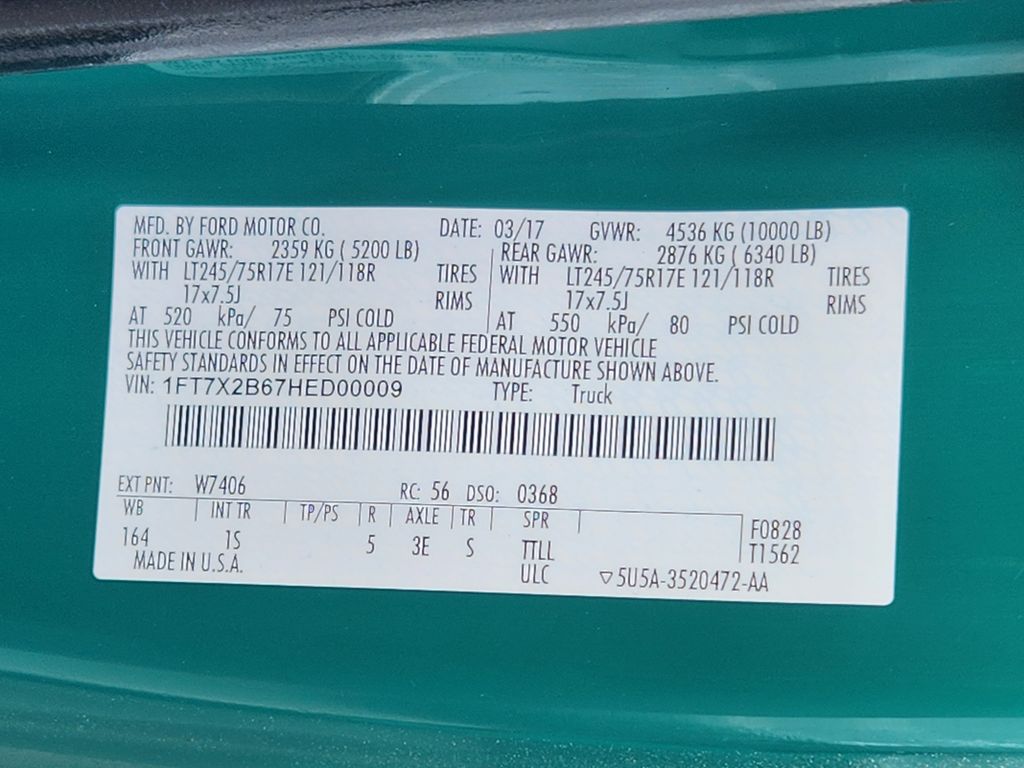 MFD. BY FORD MOTOR CO. DATE: 03/17 GVWR: 4536 KG (10000 LB)
FRONT GAWR: 2359 KG ( 5200 LB) REAR GAWR: 2876 KG ( 6340 LB)
WITH LT245/75R17E 121/118R TIRES WITH LT245/75R17E 121/118R TIRES
17x7.5J RIMS 17x7.5J RIMS
AT 520 kPa/ 75 PSI COLD AT 550 kPa/ 80 PSI COLD
THIS VEHICLE CONFORMS TO ALL APPLICABLE FEDERAL MOTOR VEHICLE
SAFETY STANDARDS IN EFFECT ON THE DATE OF MANUFACTURE SHOWN ABOVE.
VIN: 1FT7X2B67HED00009 TYPE: Truck
EXT PNT: W7406 RC: 56 DSO: 0368
WB INT TR TP/PS R AXLE TR SPR F0828
164 1S 5 3E S TTLL T1562
MADE IN U.S.A. ULC ▽5U5A-3520472-AA